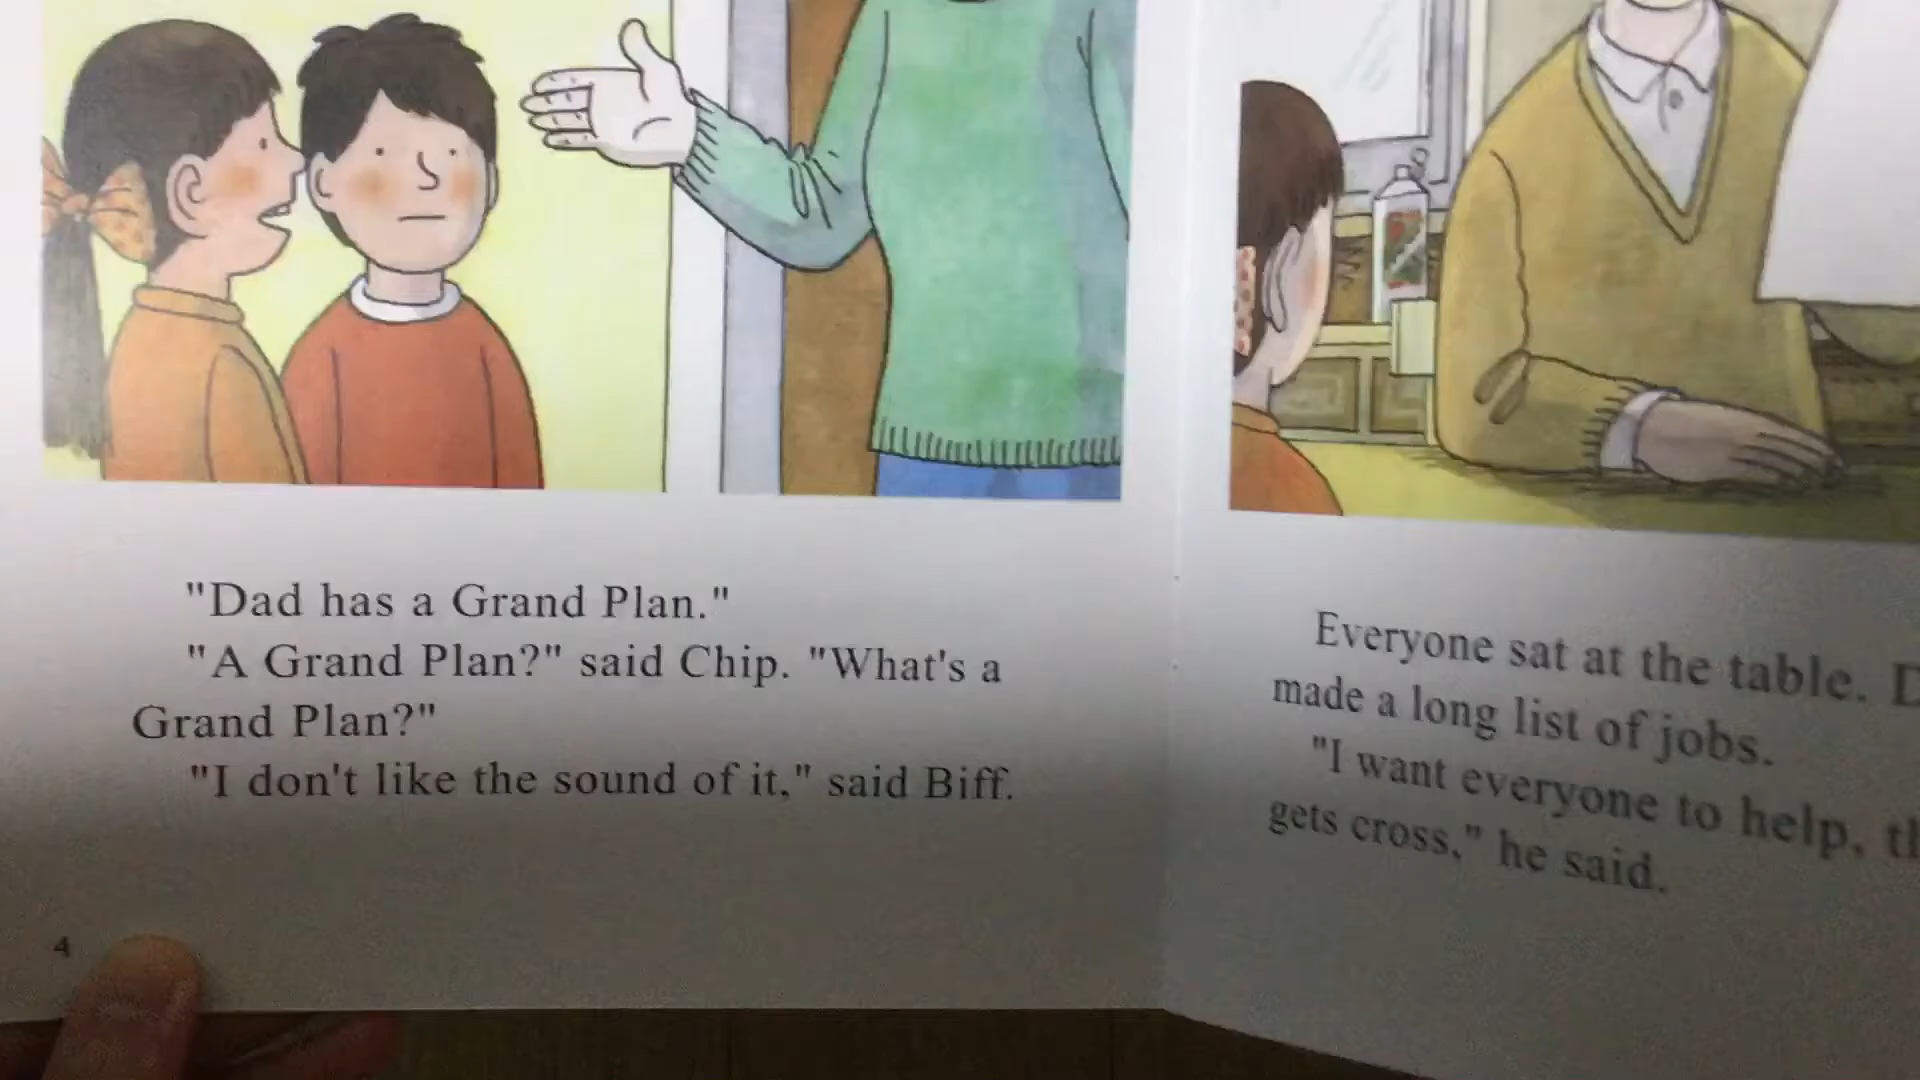 "Dad has a Grand Plan."
"A Grand Plan?" said Chip. "What's a
Grand Plan?"
"I don't like the sound of it," said Biff.
4
Everyone sat at the table.
made a long list of jobs.
"I want everyone to help,
gets cross," he said.